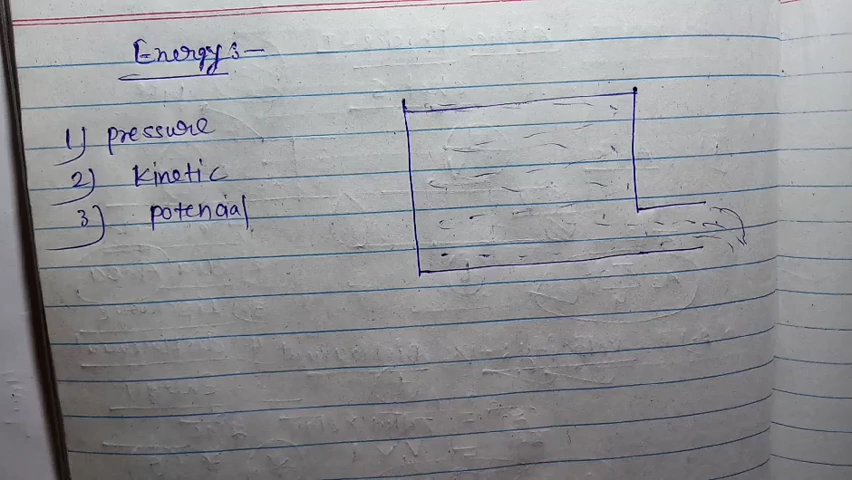 Energy :-
1) pressure
2) kinetic
3) potencial